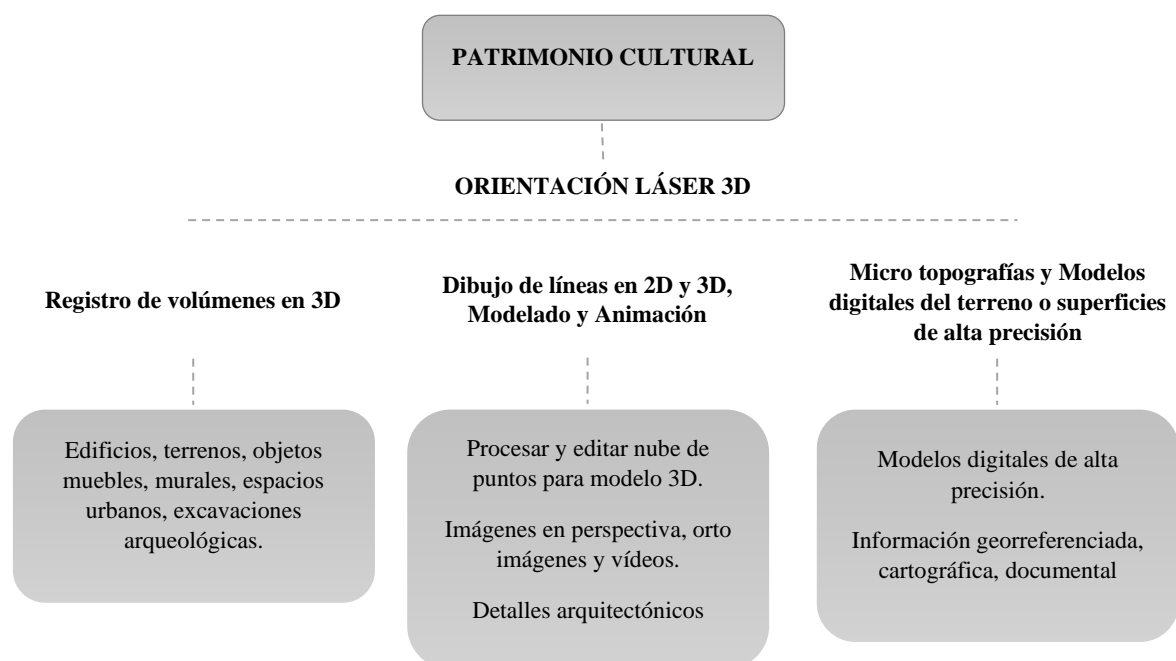 PATRIMONIO CULTURAL
ORIENTACIÓN LÁSER 3D
Registro de volúmenes en 3D
Edificios, terrenos, objetos
muebles, murales, espacios
urbanos, excavaciones
arqueológicas.
Dibujo de líneas en 2D y 3D,
Modelado y Animación
Procesar y editar nube de
puntos para modelo 3D.
Imágenes en perspectiva, orto
imágenes y vídeos.
Detalles arquitectónicos
Micro topografías y Modelos
digitales del terreno o superficies
de alta precisión
Modelos digitales de alta
precisión.
Información georreferenciada,
cartográfica, documental